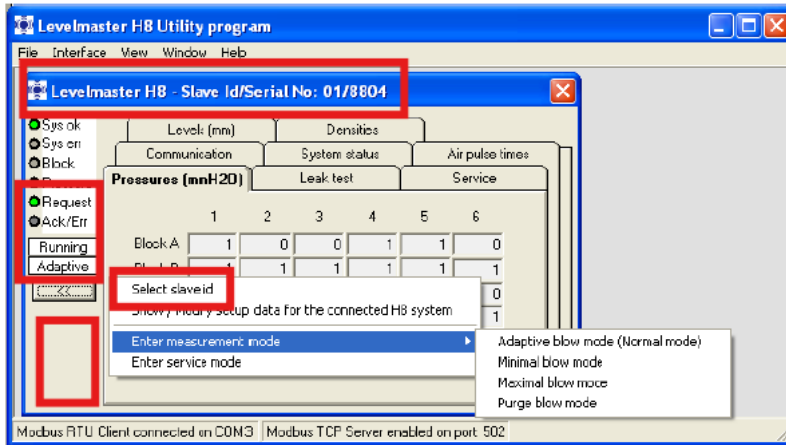 Levelmaster H8 Utility program
File Interface View Window Help
Levelmaster H8 - Slave Id/Serial No: 01/8804
Sys ok
Sys err
Block
Request
Ack/Err
Running
Adaptive
<<
Level (mm) Densities
Communication System status Air pulse times
Pressures (mmH2O) Leak test Service
1 2 3 4 5 6
Block A 1 0 0 1 1 0
1 1 1 1 1 1
0
1
Select slave id
Show / Modify setup data for the connected H8 system
Enter measurement mode
Enter service mode
Adaptive blow mode (Normal mode)
Minimal blow mode
Maximal blow mode
Purge blow mode
Modbus RTU Client connected on COM3 Modbus TCP Server enabled on port 502